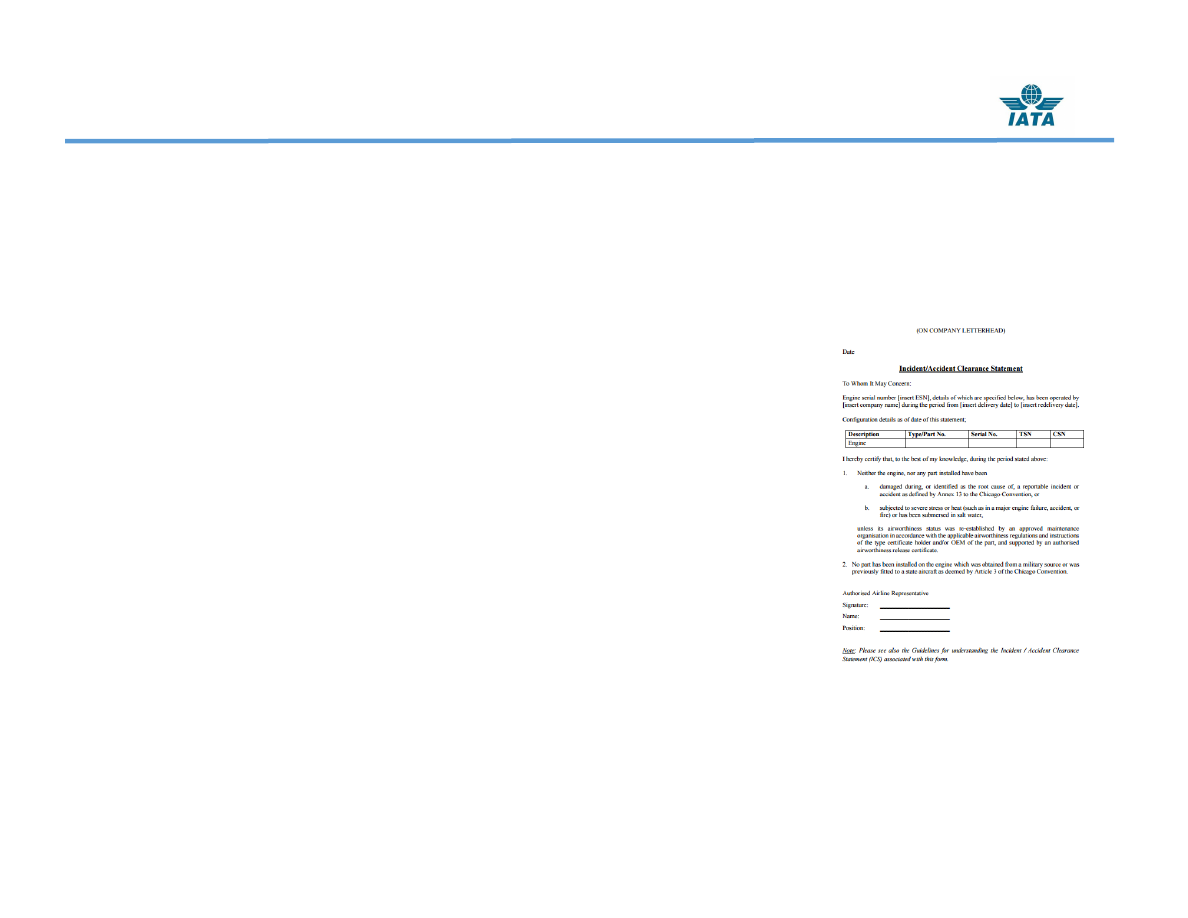 IATA
(ON COMPANY LETTERHEAD)
Date
Incident/Accident Clearance Statement
To Whom It May Concern:
Engine serial number [insert ESN], details of which are specified below, has been operated by
[insert company name] during the period from [insert delivery date] to [insert redelivery date].
Configuration details as of date of this statement;
Description Type/Part No. Serial No. TSN CSN
Engine
I hereby certify that, to the best of my knowledge, during the period stated above:
1. Neither the engine, nor any part installed have been
a. damaged during, or identified as the root cause of, a reportable incident or
accident as defined by Annex 13 to the Chicago Convention, or
b. subjected to severe stress or heat (such as in a major engine failure, accident, or
fire) or has been submersed in salt water,
unless its airworthiness status was re-established by an approved maintenance
organisation in accordance with the applicable airworthiness regulations and instructions
of the type certificate holder and/or OEM of the part, and supported by an authorised
airworthiness release certificate.
2. No part has been installed on the engine which was obtained from a military source or was
previously fitted to a state aircraft as deemed by Article 3 of the Chicago Convention.
Authorised Airline Representative
Signature:
Name:
Position:
Note: Please see also the Guidelines for understanding the Incident / Accident Clearance
Statement (ICS) associated with this form.